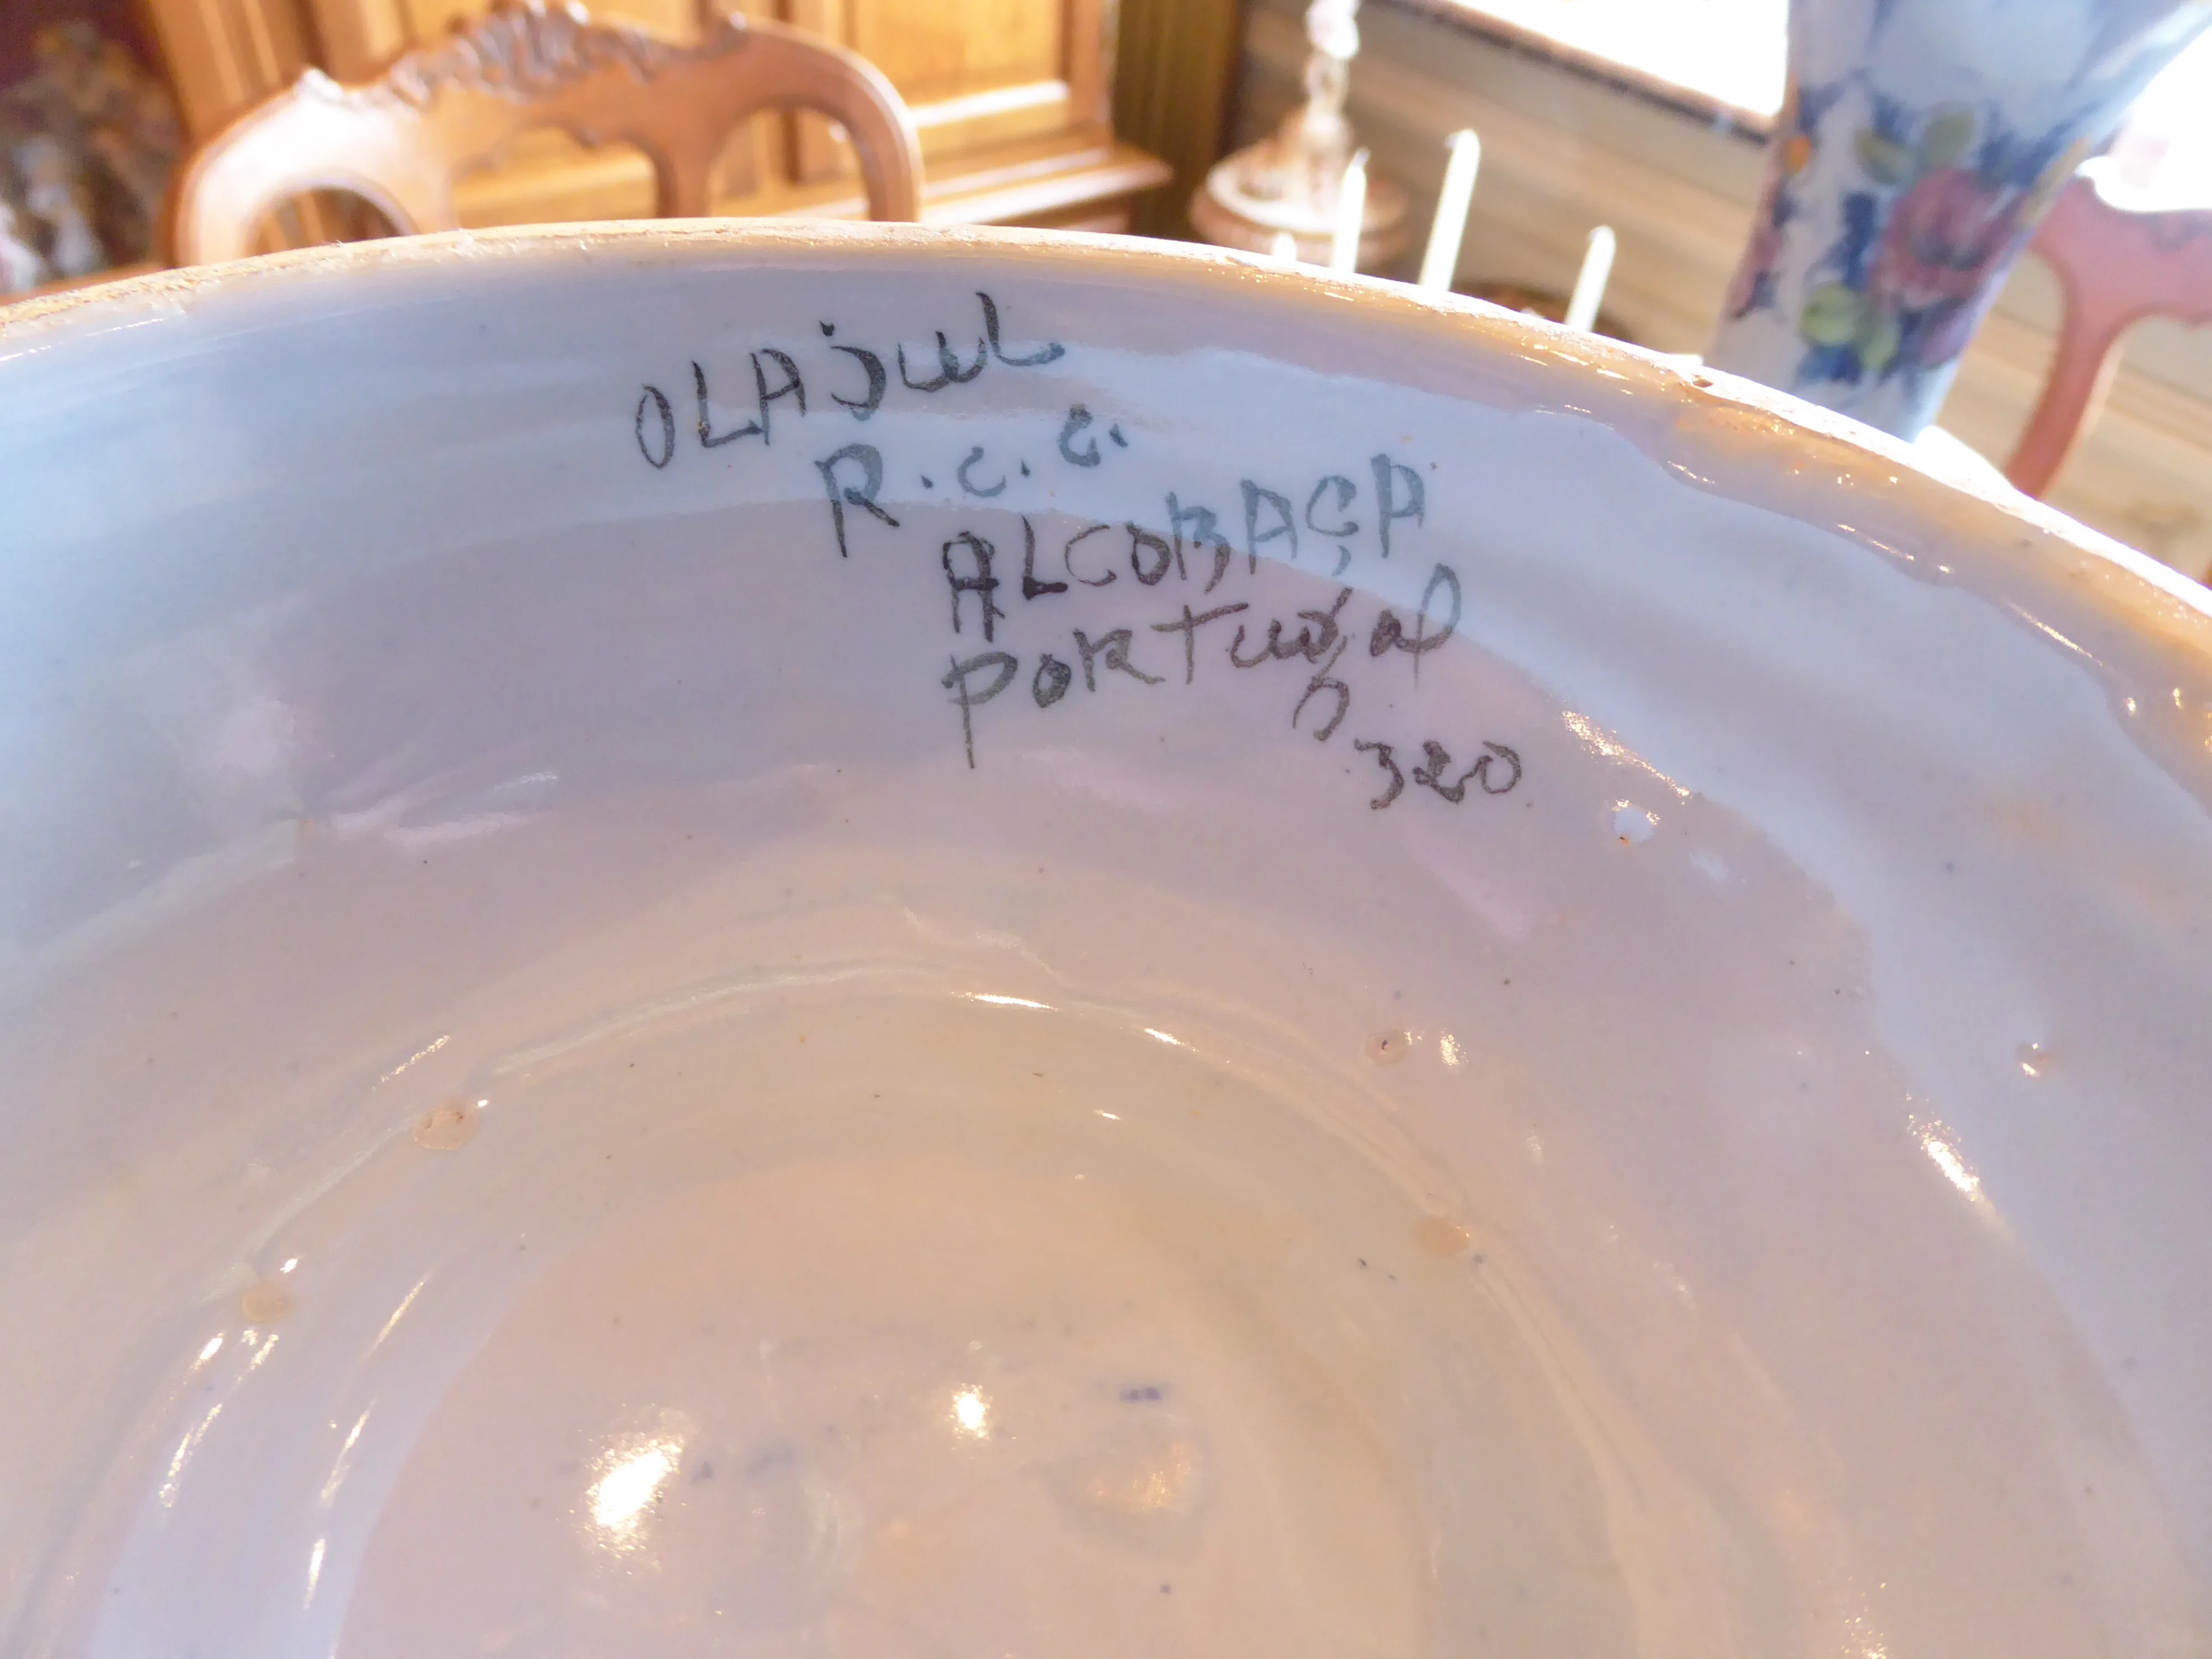 OLAJUL
R.C.C.
ALCOBAÇA
PORTugal
320